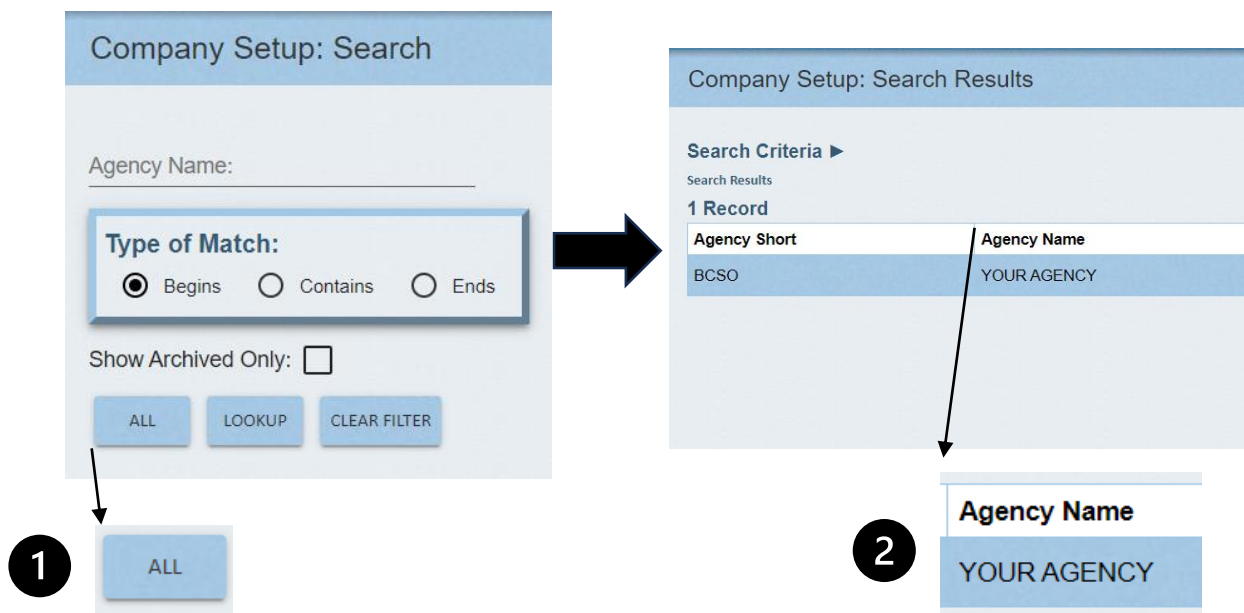 Company Setup: Search
Agency Name:
Type of Match:
Begins Contains Ends
Show Archived Only:
ALL LOOKUP CLEAR FILTER
1 ALL
Company Setup: Search Results
Search Criteria ►
Search Results
1 Record
Agency Short Agency Name
BCSO YOUR AGENCY
2
Agency Name
YOUR AGENCY